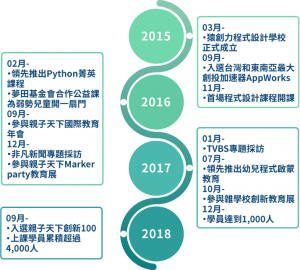 2015
03月-
•猿創力程式設計學校
正式成立
09月-
•入選台灣和東南亞最大
創投加速器AppWorks
11月-
•首場程式設計課程開課
2016
02月-
•領先推出Python菁英
課程
•夢田基金會合作公益課
為弱勢兒童開一扇門
09月-
•參與親子天下國際教育
年會
12月-
•非凡新聞專題採訪
•參與親子天下Marker
party教育展
2017
01月-
•TVBS專題採訪
07月-
•領先推出幼兒程式啟蒙
教育
10月-
•參與雜學校創新教育展
12月-
•學員達到1,000人
2018
09月-
•入選親子天下創新100
•上課學員累積超過
4,000人